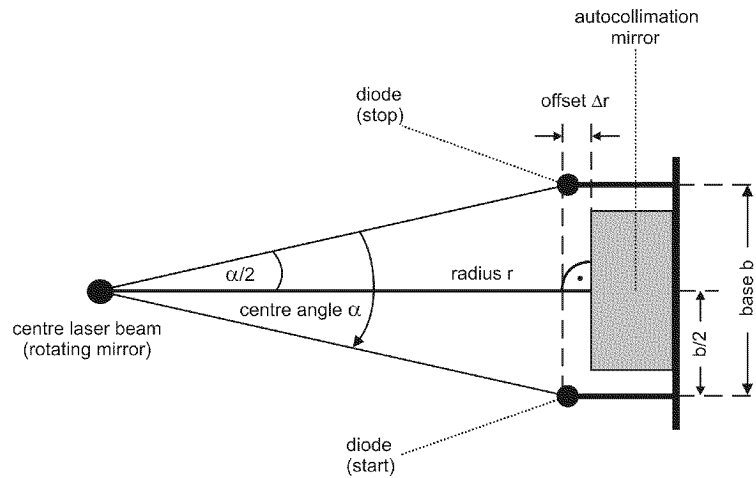 autocollimation
mirror
diode
(stop)
offset Δr
α/2
radius r
centre angle α
centre laser beam
(rotating mirror)
b/2
base b
diode
(start)